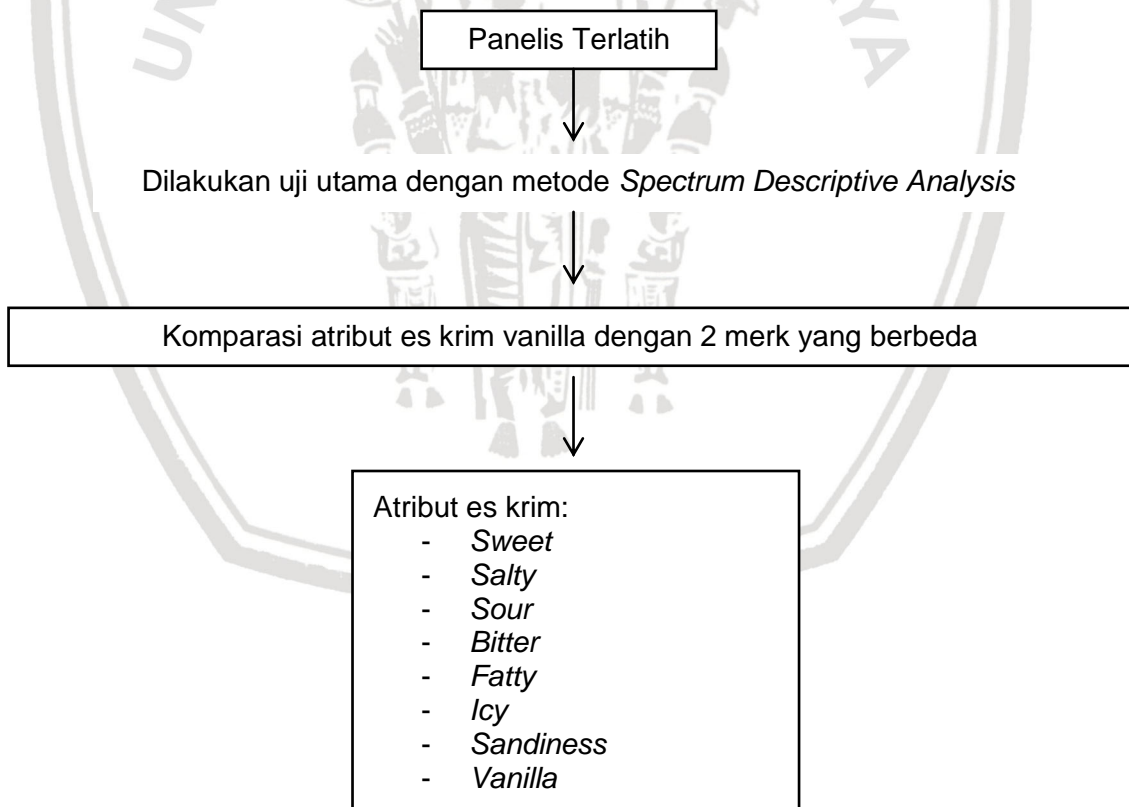 Panelis Terlatih
Dilakukan uji utama dengan metode Spectrum Descriptive Analysis
Komparasi atribut es krim vanilla dengan 2 merk yang berbeda
Atribut es krim:
- Sweet
- Salty
- Sour
- Bitter
- Fatty
- Icy
- Sandiness
- Vanilla